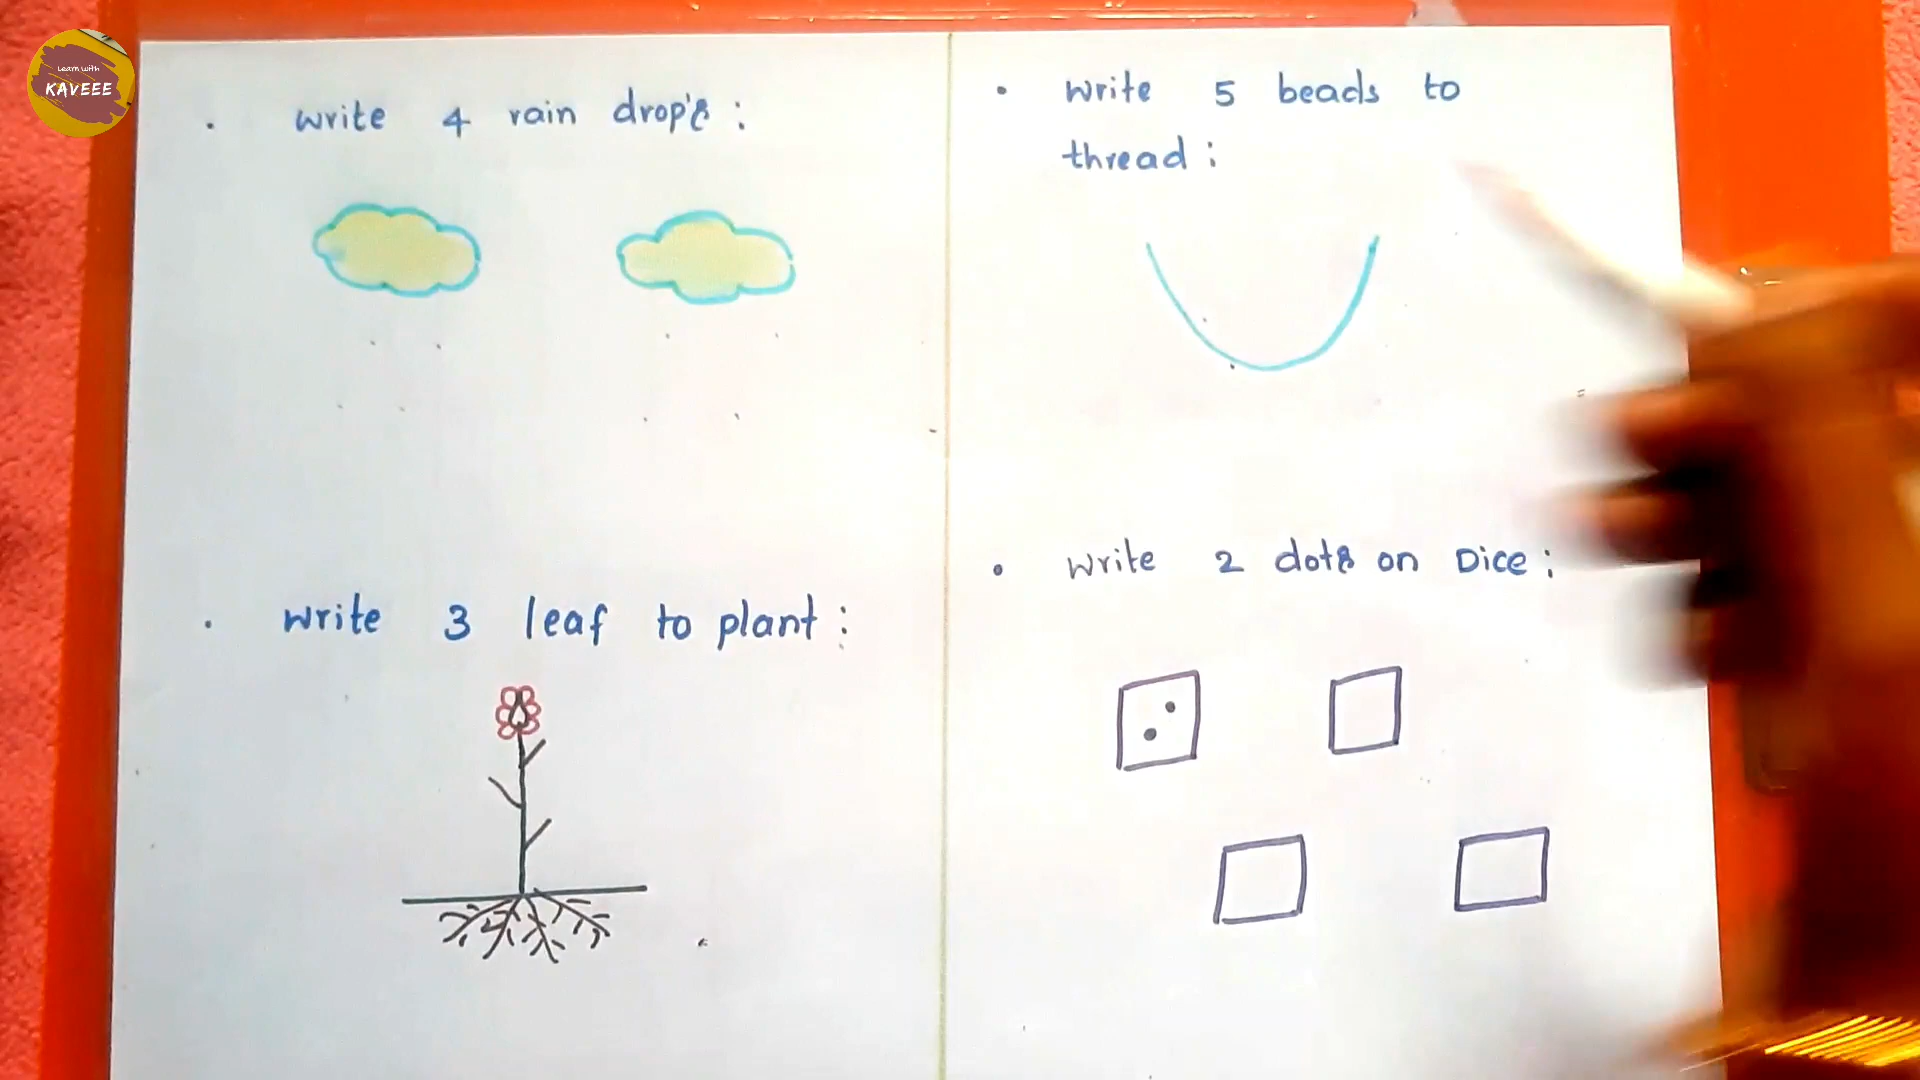 Learn with
KAVEEE
. write 4 rain drop's :
. write 3 leaf to plant :
. write 5 beads to
thread :
. write 2 dots on Dice :